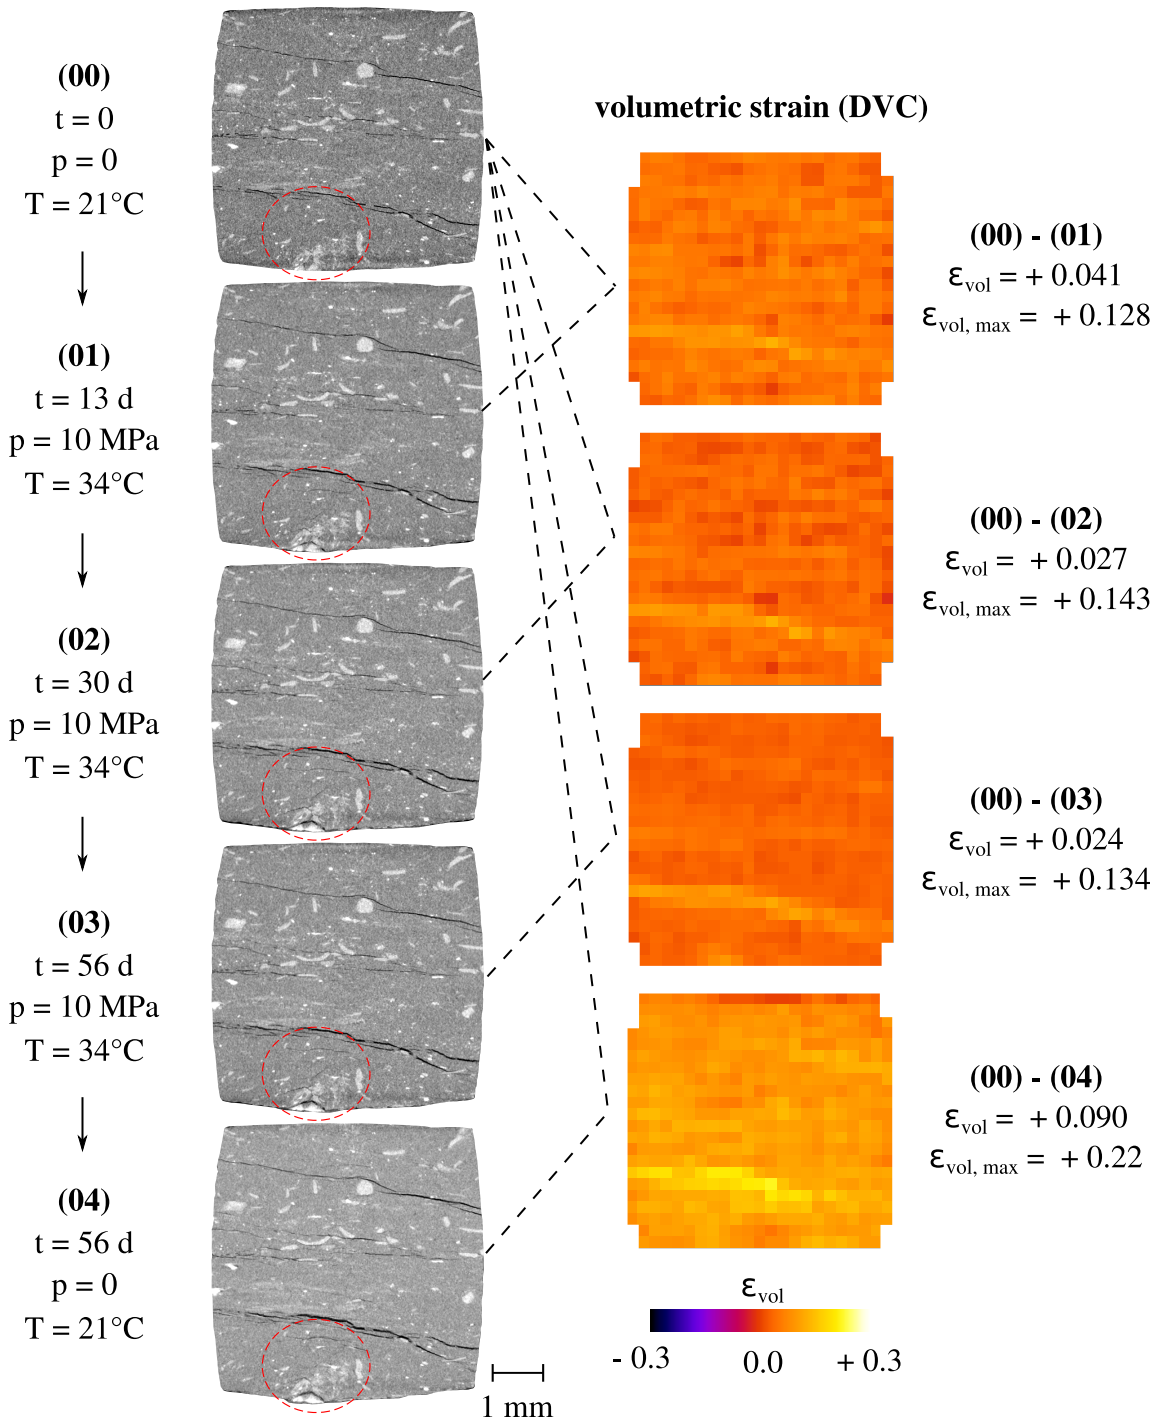 (00)
t = 0
p = 0
T = 21°C
(01)
t = 13 d
p = 10 MPa
T = 34°C
(02)
t = 30 d
p = 10 MPa
T = 34°C
(03)
t = 56 d
p = 10 MPa
T = 34°C
(04)
t = 56 d
p = 0
T = 21°C
1 mm
volumetric strain (DVC)
(00) - (01)
εvol = + 0.041
εvol, max = + 0.128
(00) - (02)
εvol = + 0.027
εvol, max = + 0.143
(00) - (03)
εvol = + 0.024
εvol, max = + 0.134
(00) - (04)
εvol = + 0.090
εvol, max = + 0.22
εvol
- 0.3 0.0 + 0.3